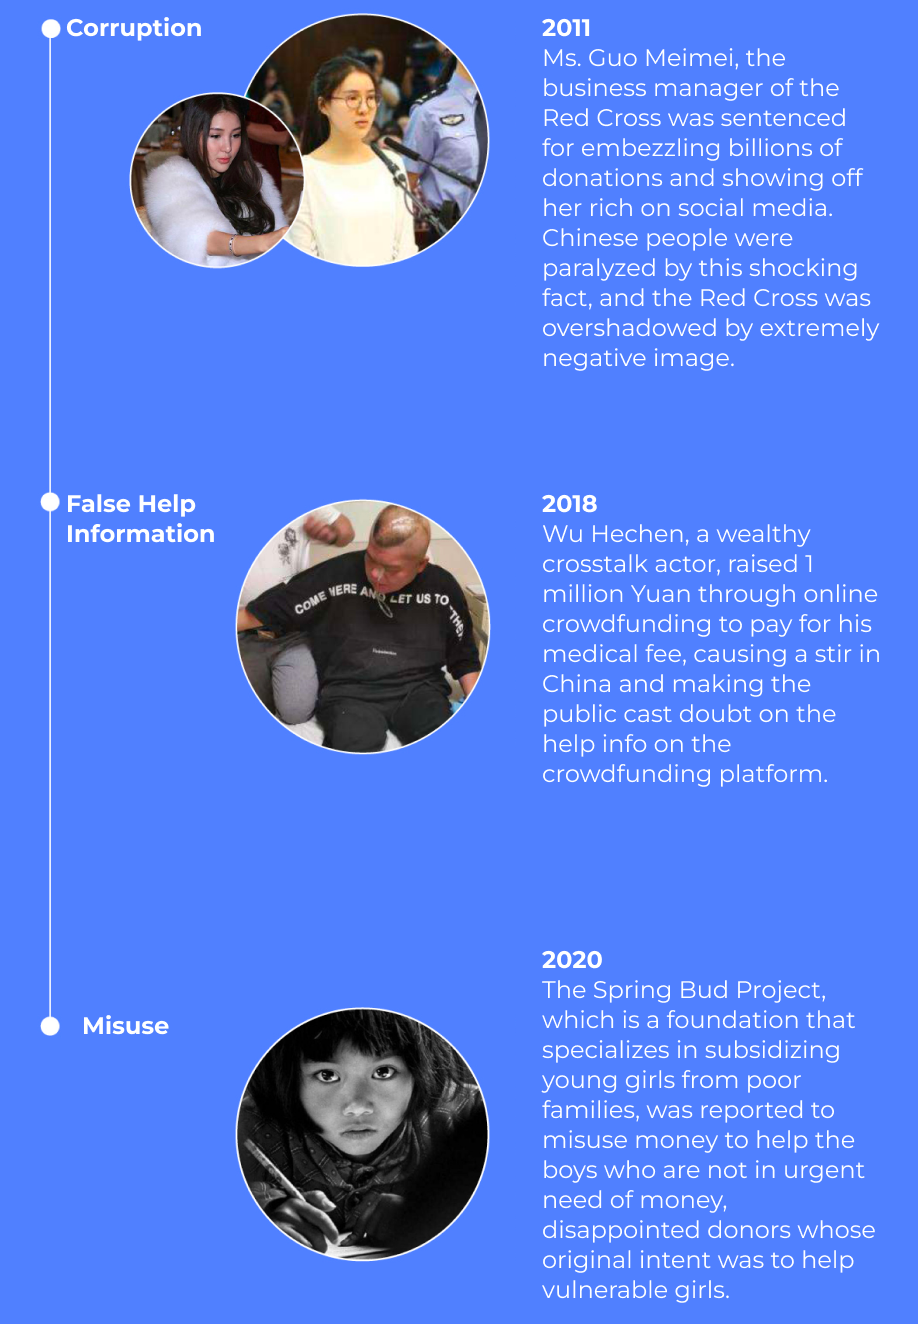 Corruption
2011
Ms. Guo Meimei, the
business manager of the
Red Cross was sentenced
for embezzling billions of
donations and showing off
her rich on social media.
Chinese people were
paralyzed by this shocking
fact, and the Red Cross was
overshadowed by extremely
negative image.
False Help
Information
COME HERE AND LET US TO
2018
Wu Hechen, a wealthy
crosstalk actor, raised 1
million Yuan through online
crowdfunding to pay for his
medical fee, causing a stir in
China and making the
public cast doubt on the
help info on the
crowdfunding platform.
Misuse
2020
The Spring Bud Project,
which is a foundation that
specializes in subsidizing
young girls from poor
families, was reported to
misuse money to help the
boys who are not in urgent
need of money,
disappointed donors whose
original intent was to help
vulnerable girls.